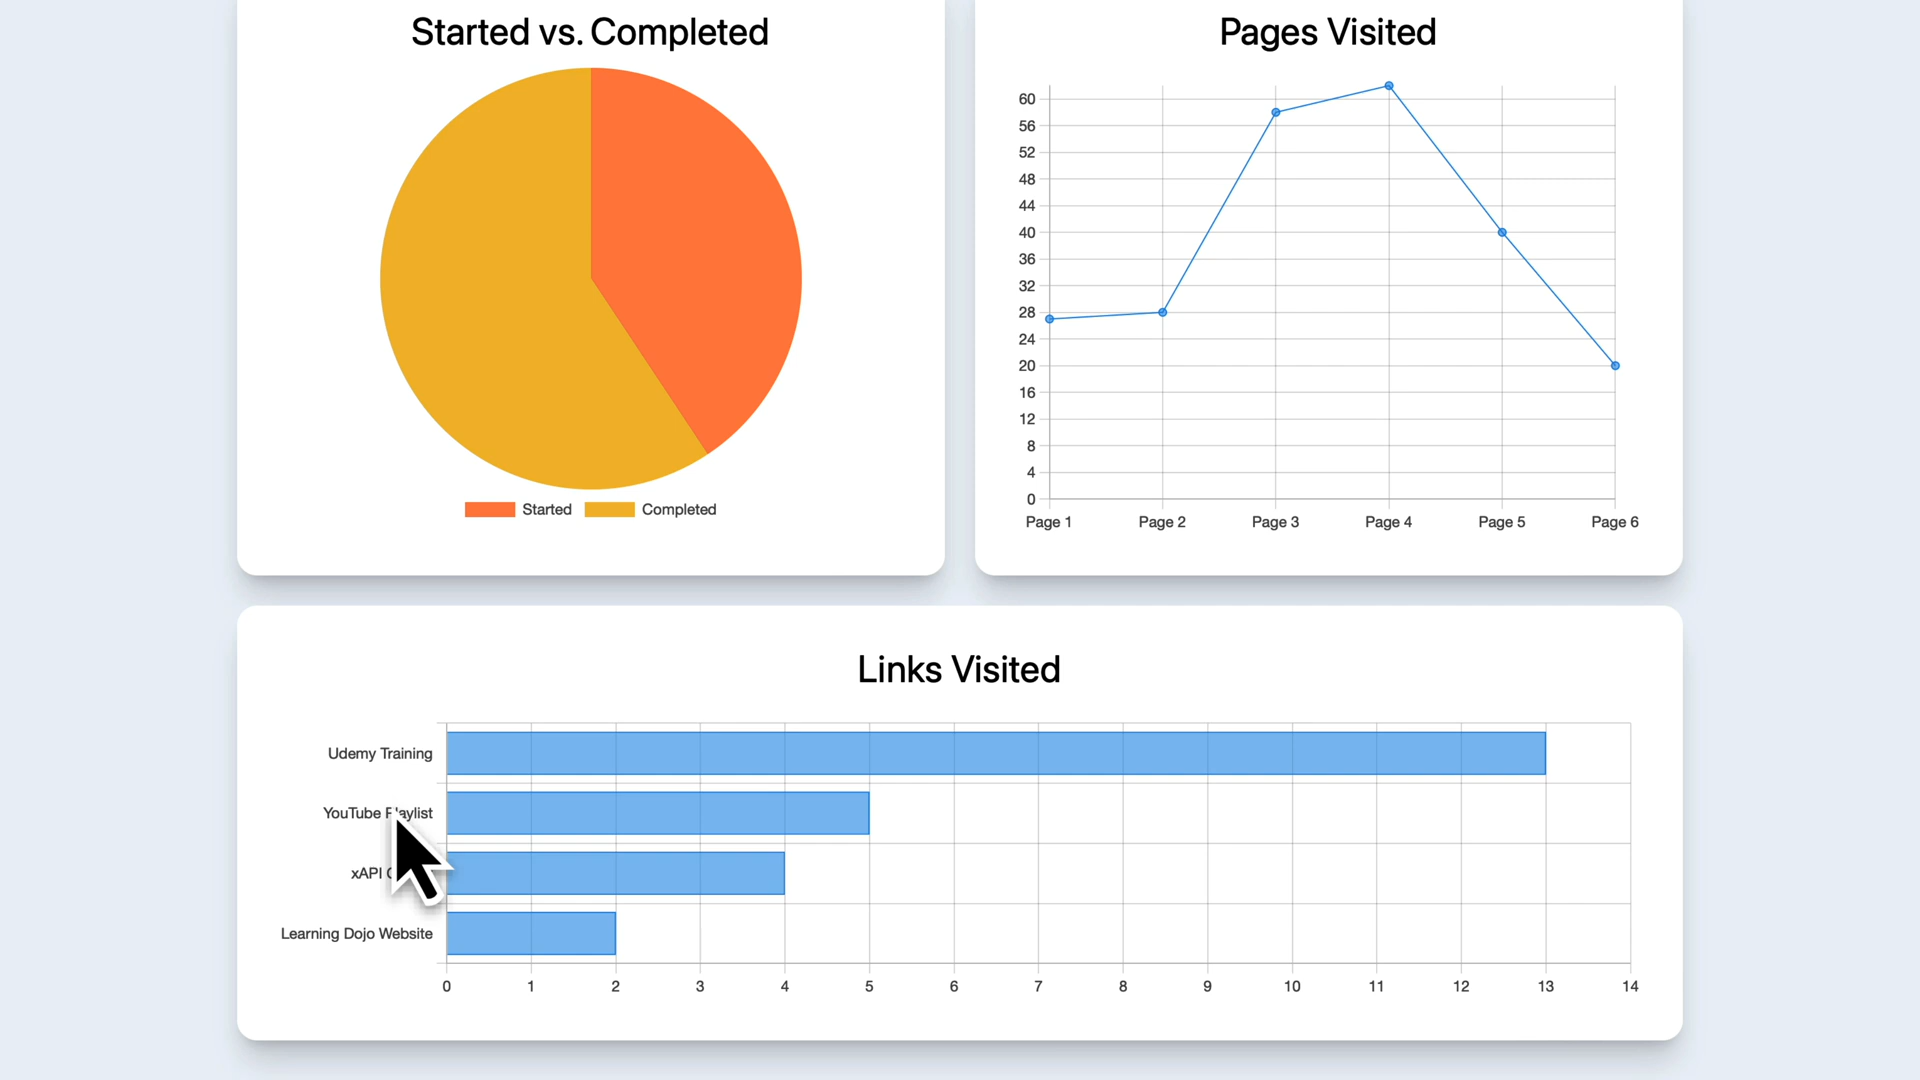 Started vs. Completed
Started Completed
Pages Visited
60
56
52
48
44
40
36
32
28
24
20
16
12
8
4
0
Page 1 Page 2 Page 3 Page 4 Page 5 Page 6
Links Visited
Udemy Training
YouTube Playlist
xAPI
Learning Dojo Website
0 1 2 3 4 5 6 7 8 9 10 11 12 13 14